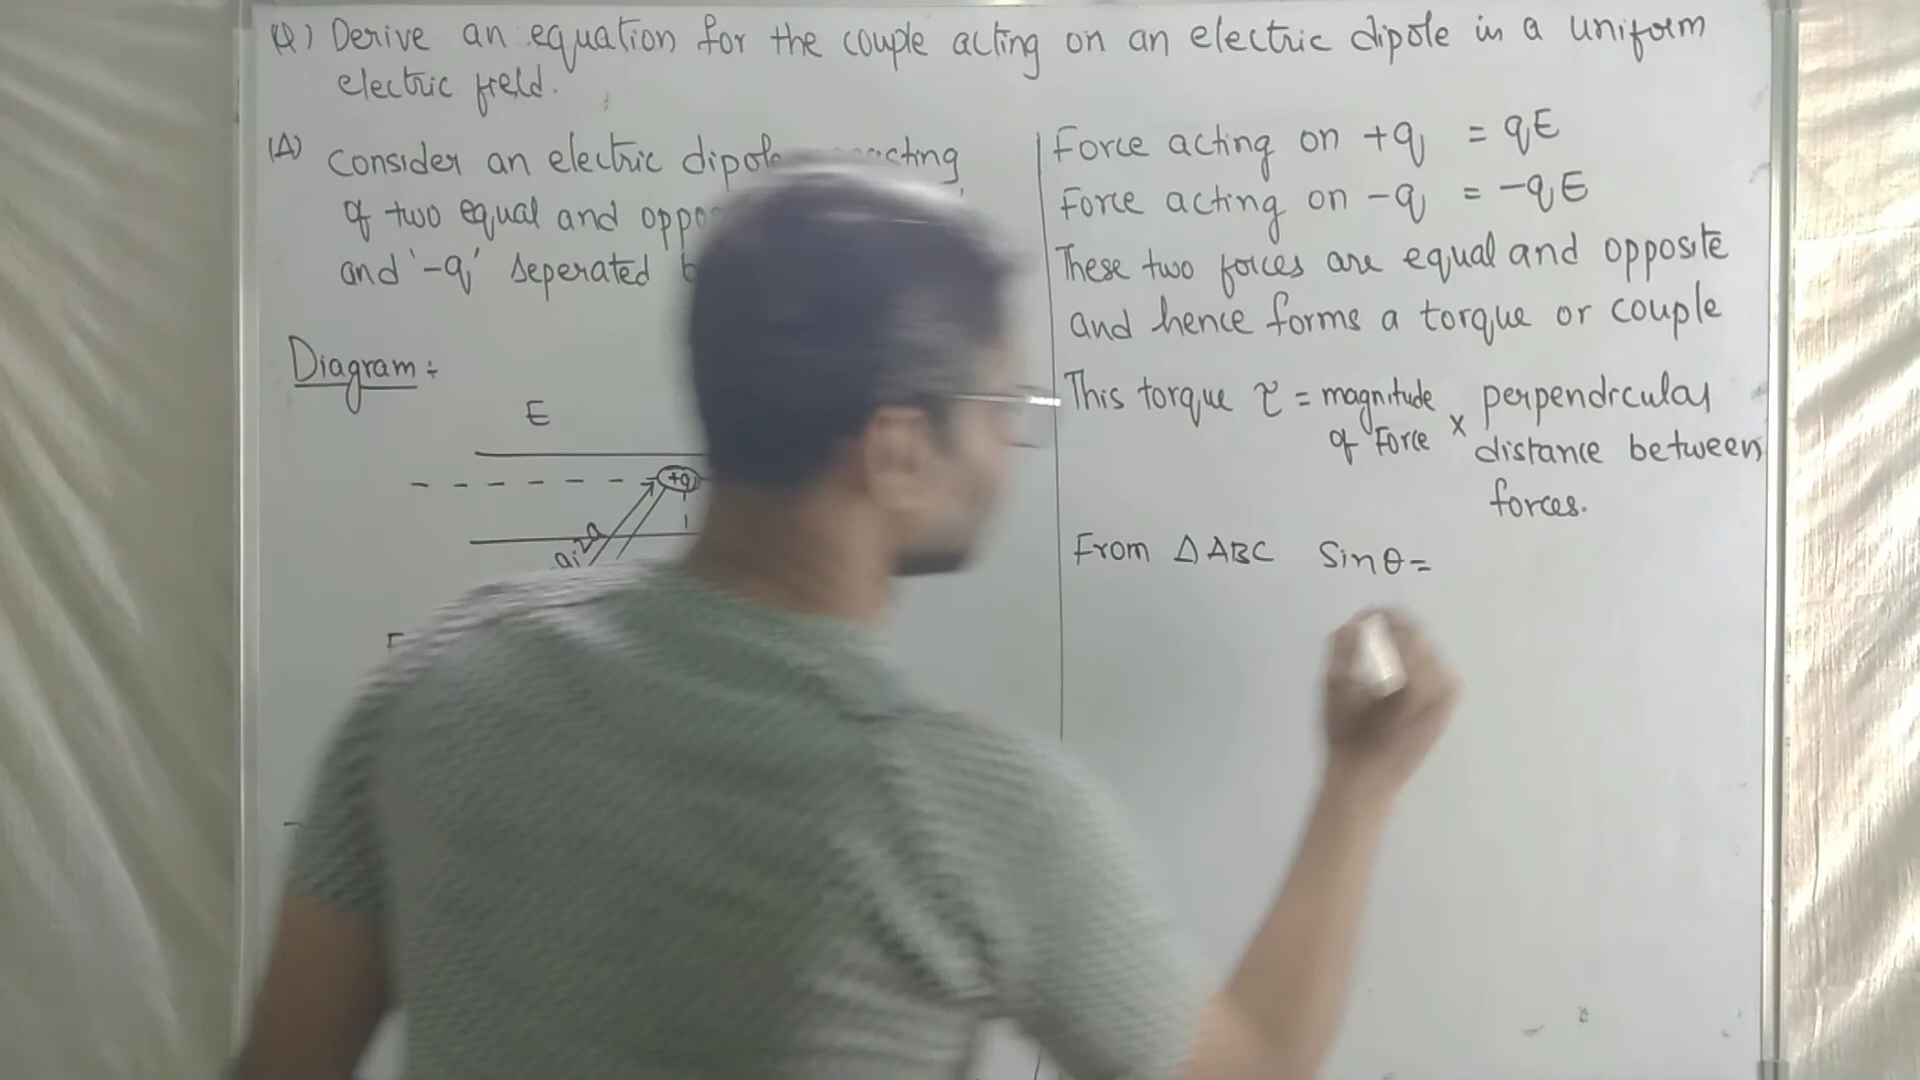 Q) Derive an equation for the couple acting on an electric dipole in a uniform
electric field.
(A) Consider an electric dipole
of two equal and
and '-q' seperated
Diagram:
E
+q
2a
Force acting on +q = qE
Force acting on -q = -qE
These two forces are equal and opposite
and hence forms a torque or couple
This torque τ = magnitude of Force × perpendicular
distance between
forces.
From Δ ABC Sinθ=